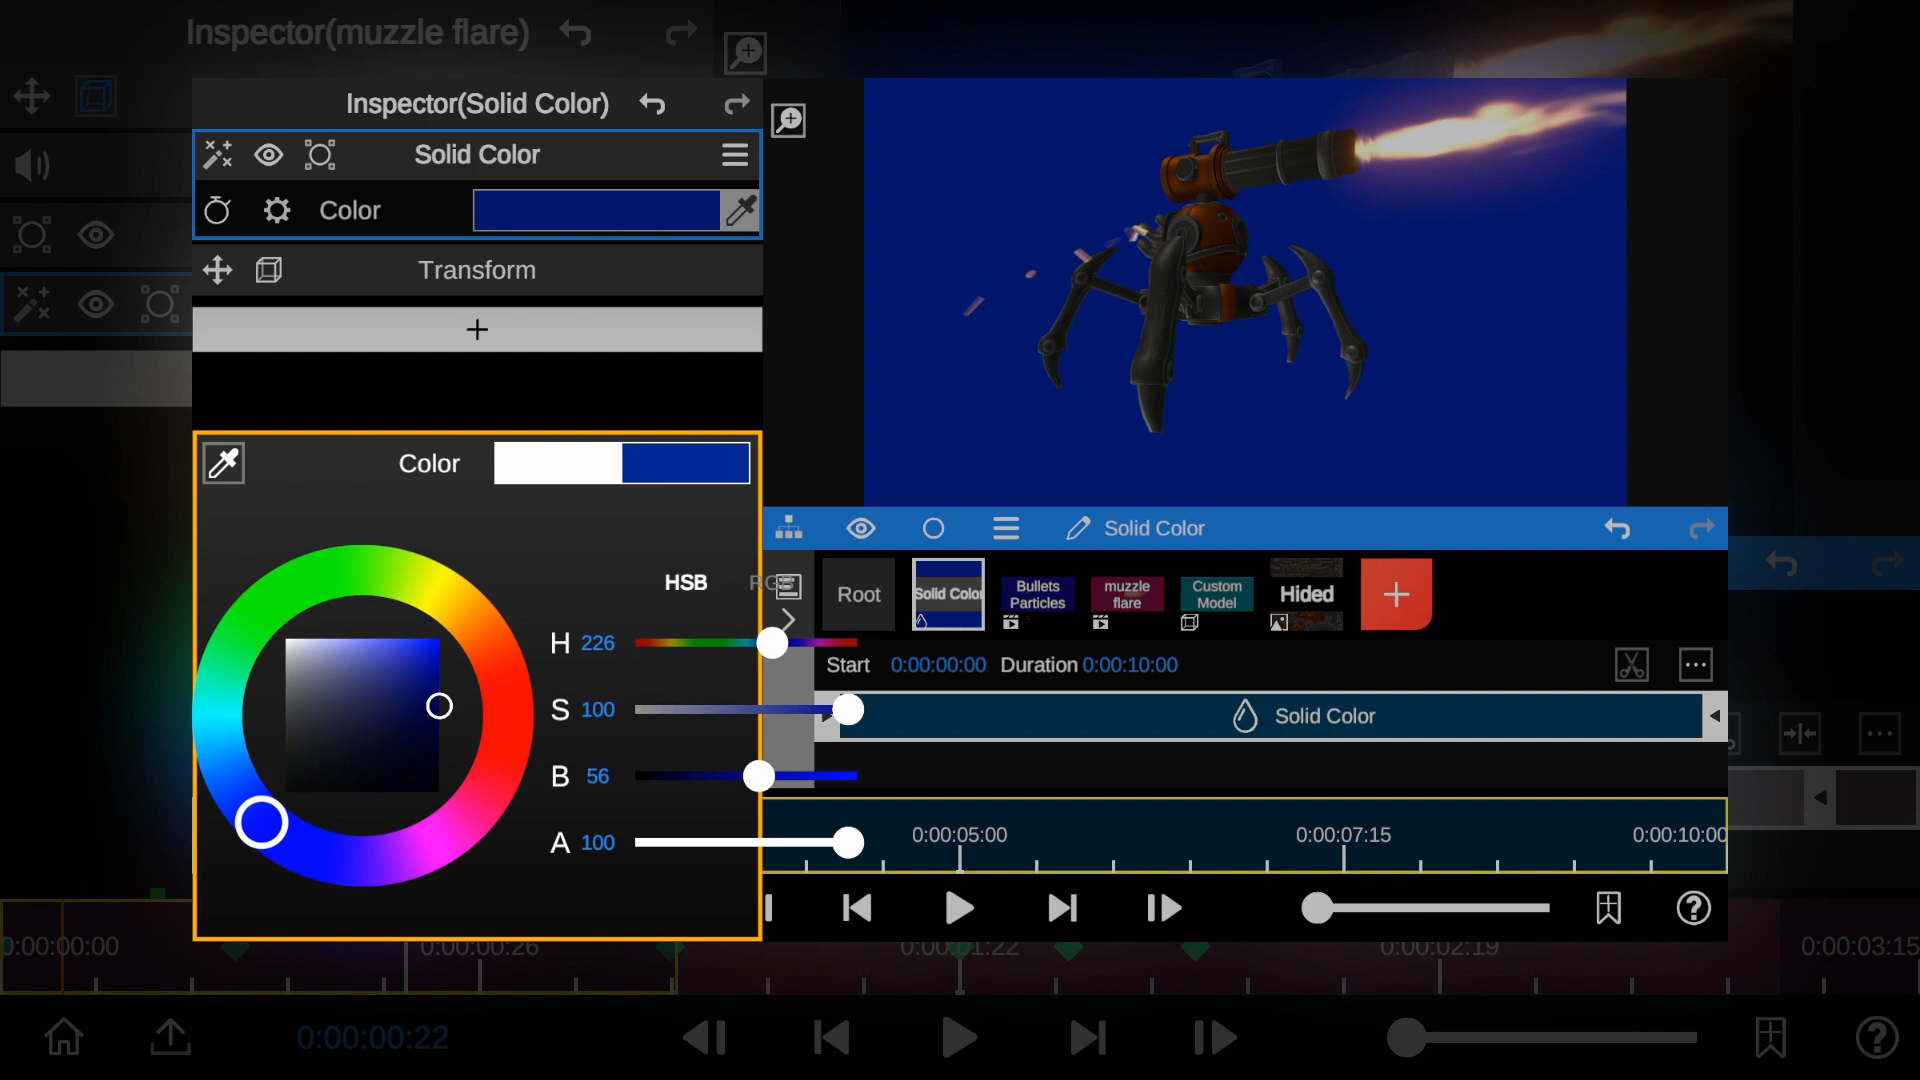 Inspector(muzzle flare)
Inspector(Solid Color)
Solid Color
Color
Transform
+
Color
HSB
RGB
H 226
S 100
B 56
A 100
Solid Color
Root
Solid Color
Bullets
Particles
muzzle
flare
Custom
Model
Hided
+
Start 0:00:00:00 Duration 0:00:10:00
Solid Color
0:00:05:00
0:00:07:15
0:00:10:00
0:00:00:00
0:00:00:26
0:00:01:22
0:00:02:19
0:00:03:15
0:00:00:22